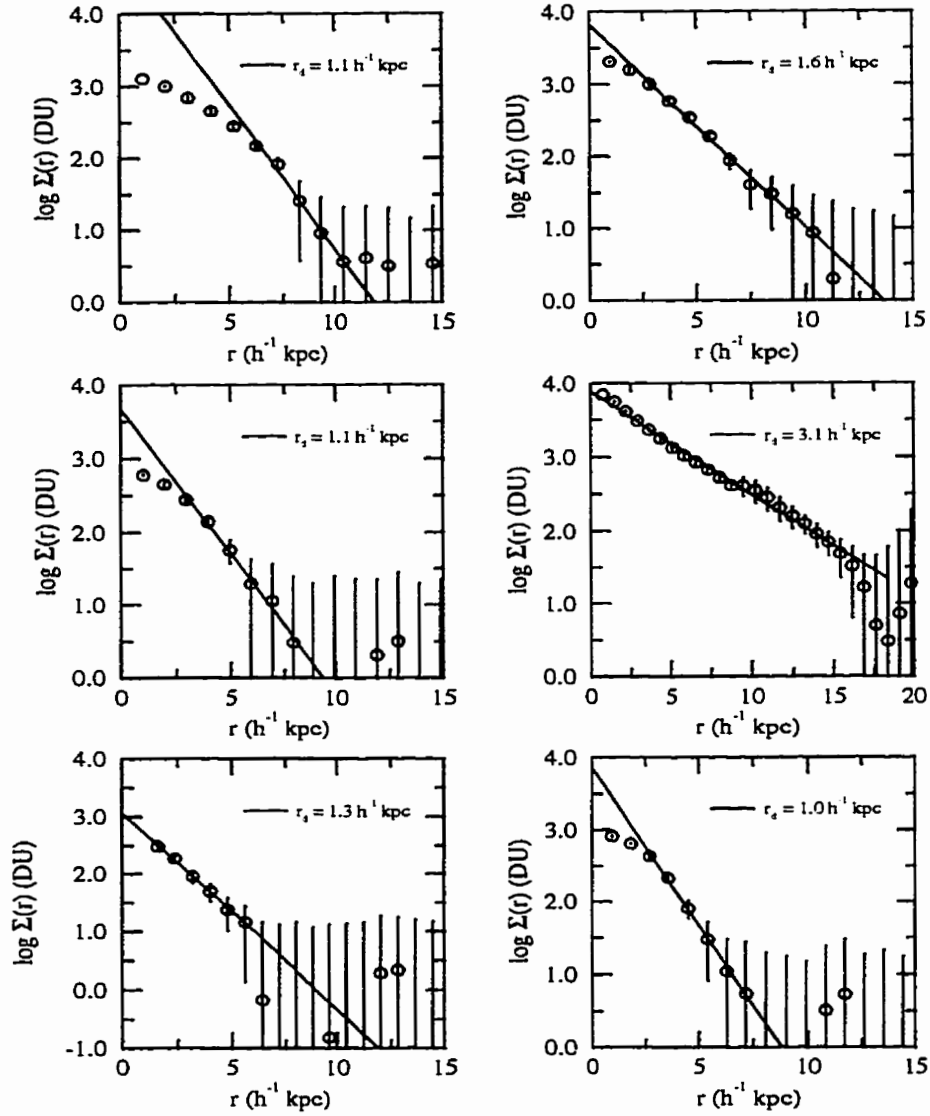 4.0
3.0
2.0
1.0
0.0
log Σ(r) (DU)
r_d = 1.1 h⁻¹ kpc
0 5 10 15
r (h⁻¹ kpc)
4.0
3.0
2.0
1.0
0.0
log Σ(r) (DU)
r_d = 1.6 h⁻¹ kpc
0 5 10 15
r (h⁻¹ kpc)
4.0
3.0
2.0
1.0
0.0
log Σ(r) (DU)
r_d = 1.1 h⁻¹ kpc
0 5 10 15
r (h⁻¹ kpc)
4.0
3.0
2.0
1.0
0.0
log Σ(r) (DU)
r_d = 3.1 h⁻¹ kpc
0 5 10 15 20
r (h⁻¹ kpc)
4.0
3.0
2.0
1.0
0.0
-1.0
log Σ(r) (DU)
r_d = 1.3 h⁻¹ kpc
0 5 10 15
r (h⁻¹ kpc)
4.0
3.0
2.0
1.0
0.0
log Σ(r) (DU)
r_d = 1.0 h⁻¹ kpc
0 5 10 15
r (h⁻¹ kpc)